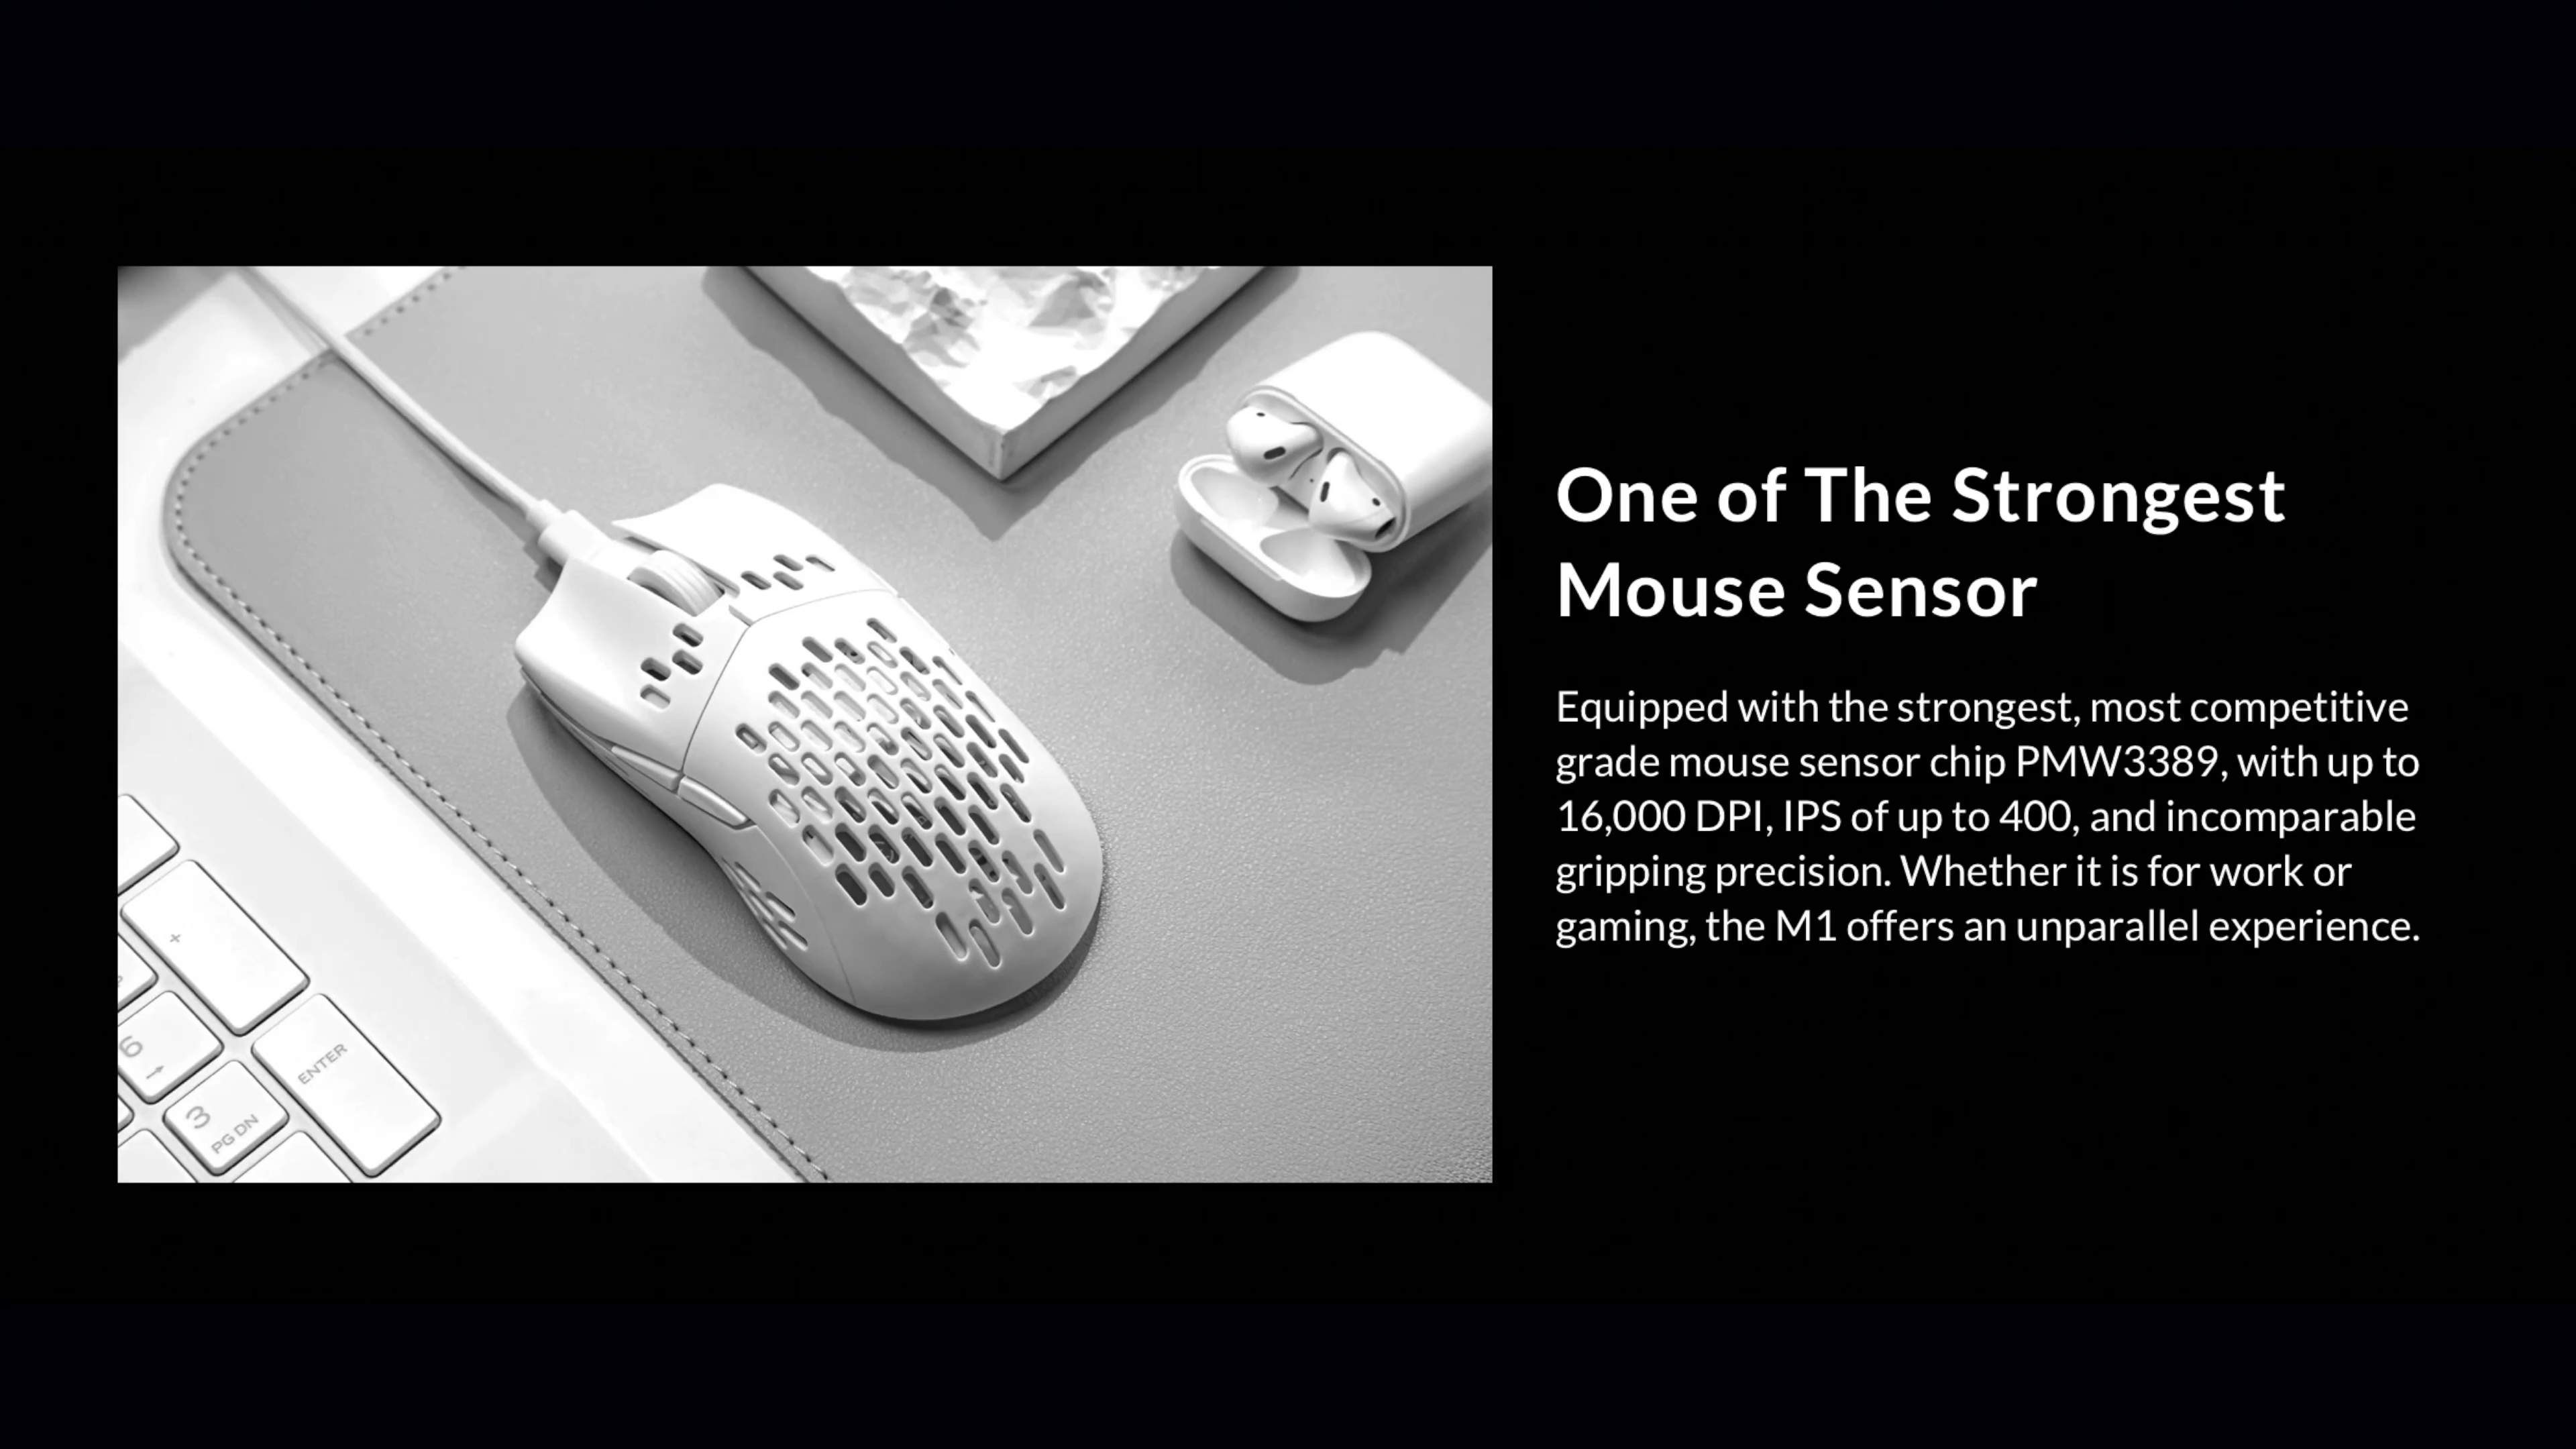 One of The Strongest
Mouse Sensor
Equipped with the strongest, most competitive
grade mouse sensor chip PMW3389, with up to
16,000 DPI, IPS of up to 400, and incomparable
gripping precision. Whether it is for work or
gaming, the M1 offers an unparallel experience.
+
6
→
ENTER
3
PG DN